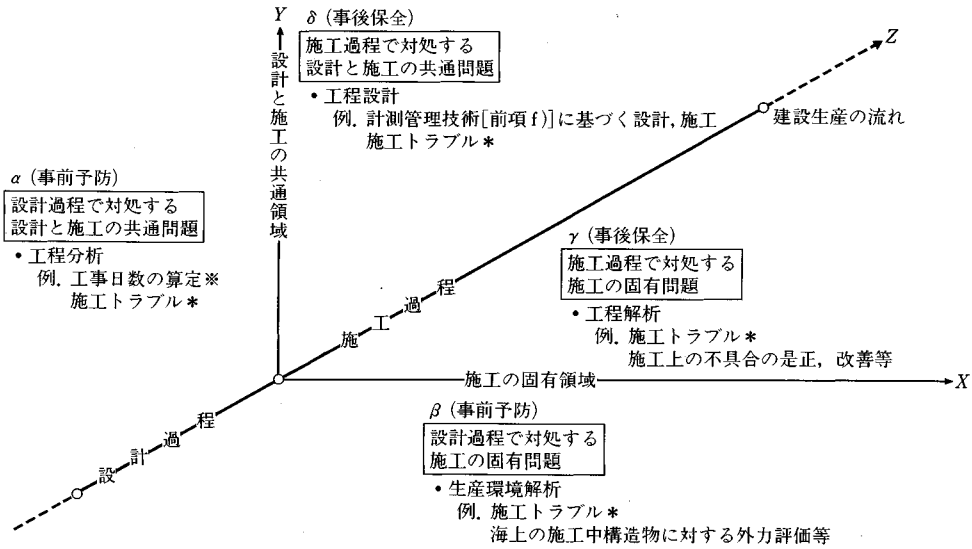 Y
δ (事後保全)
施工過程で対処する
設計と施工の共通問題
• 工程設計
例. 計測管理技術[前項f)]に基づく設計, 施工
施工トラブル*
Z
建設生産の流れ
設計と施工の共通領域
α (事前予防)
設計過程で対処する
設計と施工の共通問題
• 工程分析
例. 工事日数の算定※
施工トラブル*
γ (事後保全)
施工過程で対処する
施工の固有問題
• 工程解析
例. 施工トラブル*
施工上の不具合の是正, 改善等
施工過程
施工の固有領域
X
設計過程
β (事前予防)
設計過程で対処する
施工の固有問題
• 生産環境解析
例. 施工トラブル*
海上の施工中構造物に対する外力評価等